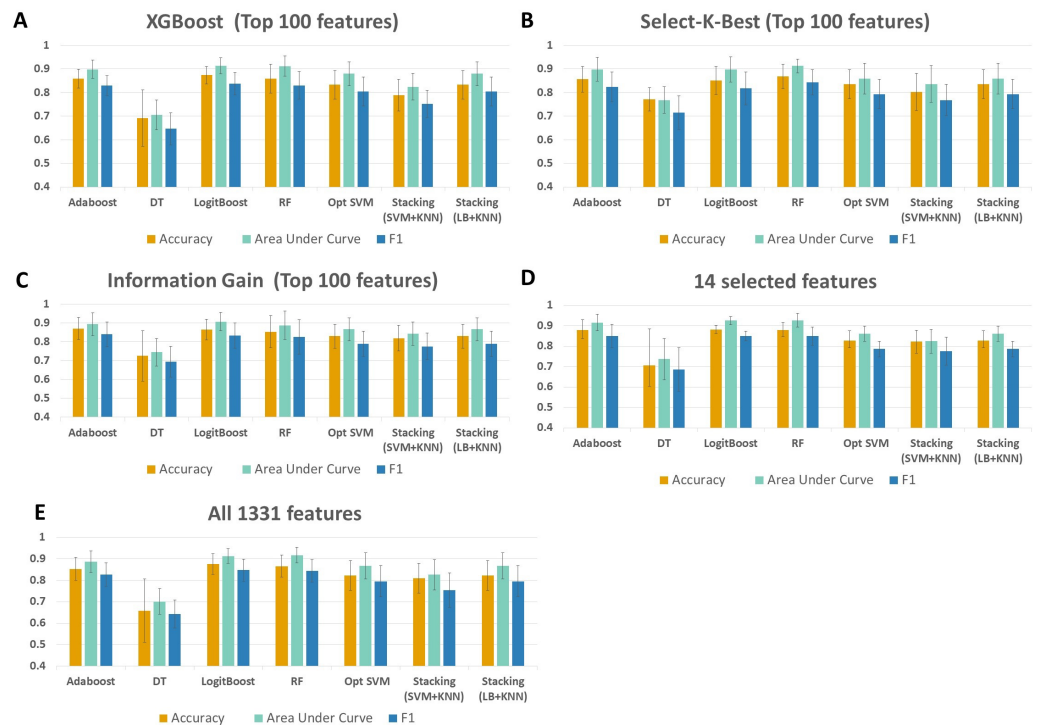 A
XGBoost (Top 100 features)
1
0.9
0.8
0.7
0.6
0.5
0.4
Adaboost DT LogitBoost RF Opt SVM Stacking (SVM+KNN) Stacking (LB+KNN)
Accuracy Area Under Curve F1
B
Select-K-Best (Top 100 features)
1
0.9
0.8
0.7
0.6
0.5
0.4
Adaboost DT LogitBoost RF Opt SVM Stacking (SVM+KNN) Stacking (LB+KNN)
Accuracy Area Under Curve F1
C
Information Gain (Top 100 features)
1
0.9
0.8
0.7
0.6
0.5
0.4
Adaboost DT LogitBoost RF Opt SVM Stacking (SVM+KNN) Stacking (LB+KNN)
Accuracy Area Under Curve F1
D
14 selected features
1
0.9
0.8
0.7
0.6
0.5
0.4
Adaboost DT LogitBoost RF Opt SVM Stacking (SVM+KNN) Stacking (LB+KNN)
Accuracy Area Under Curve F1
E
All 1331 features
1
0.9
0.8
0.7
0.6
0.5
0.4
Adaboost DT LogitBoost RF Opt SVM Stacking (SVM+KNN) Stacking (LB+KNN)
Accuracy Area Under Curve F1